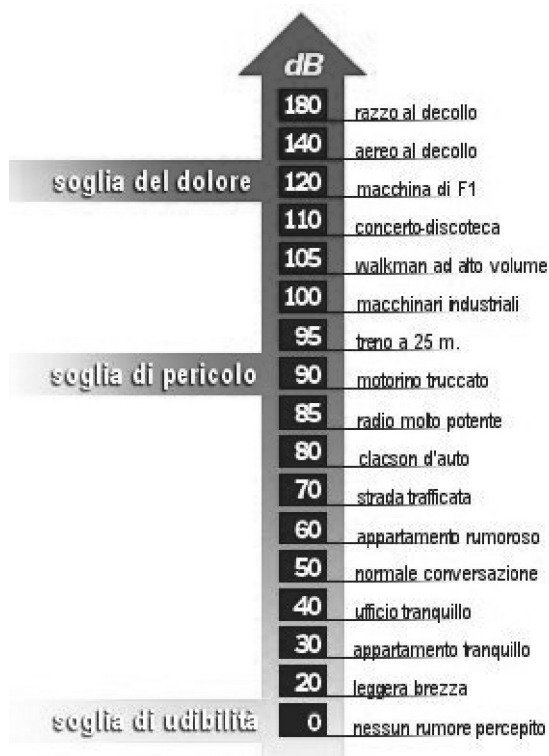 dB
180 razzo al decollo
140 aereo al decollo
soglia del dolore 120 macchina di F1
110 concerto-discoteca
105 walkman ad alto volume
100 macchinari industriali
95 treno a 25 m.
soglia di pericolo 90 motorino truccato
85 radio molto potente
80 clacson d'auto
70 strada trafficata
60 appartamento rumoroso
50 normale conversazione
40 ufficio tranquillo
30 appartamento tranquillo
20 leggera brezza
soglia di udibilità 0 nessun rumore percepito